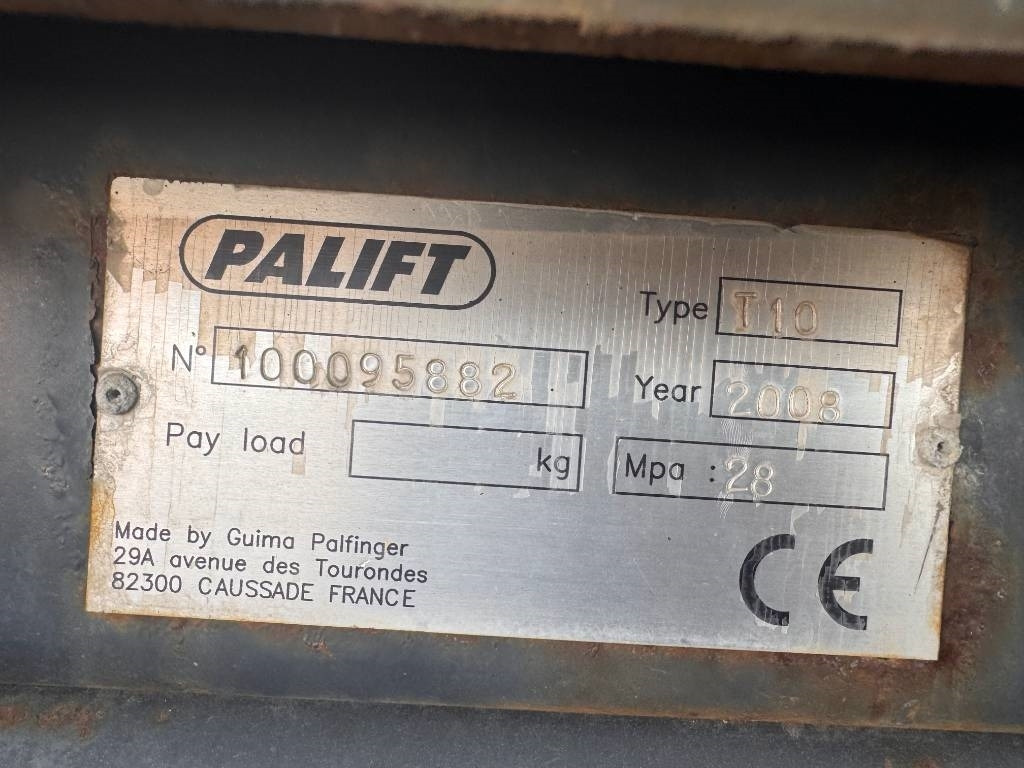 PALIFT
Type T10
N° 100095882
Year 2008
Pay load kg
Mpa : 28
Made by Guima Palfinger
29A avenue des Tourondes
82300 CAUSSADE FRANCE
CE